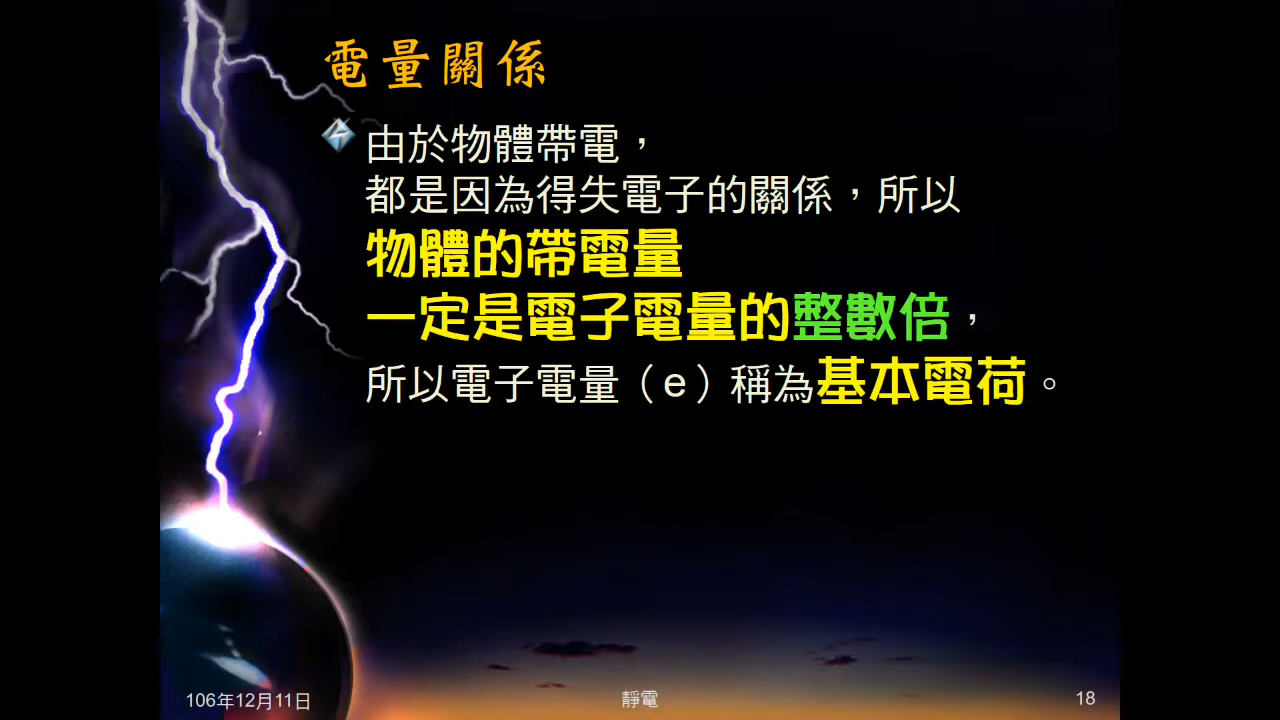 電量關係
由於物體帶電，
都是因為得失電子的關係，所以
物體的帶電量
一定是電子電量的整數倍，
所以電子電量（e）稱為基本電荷。
106年12月11日
靜電
18